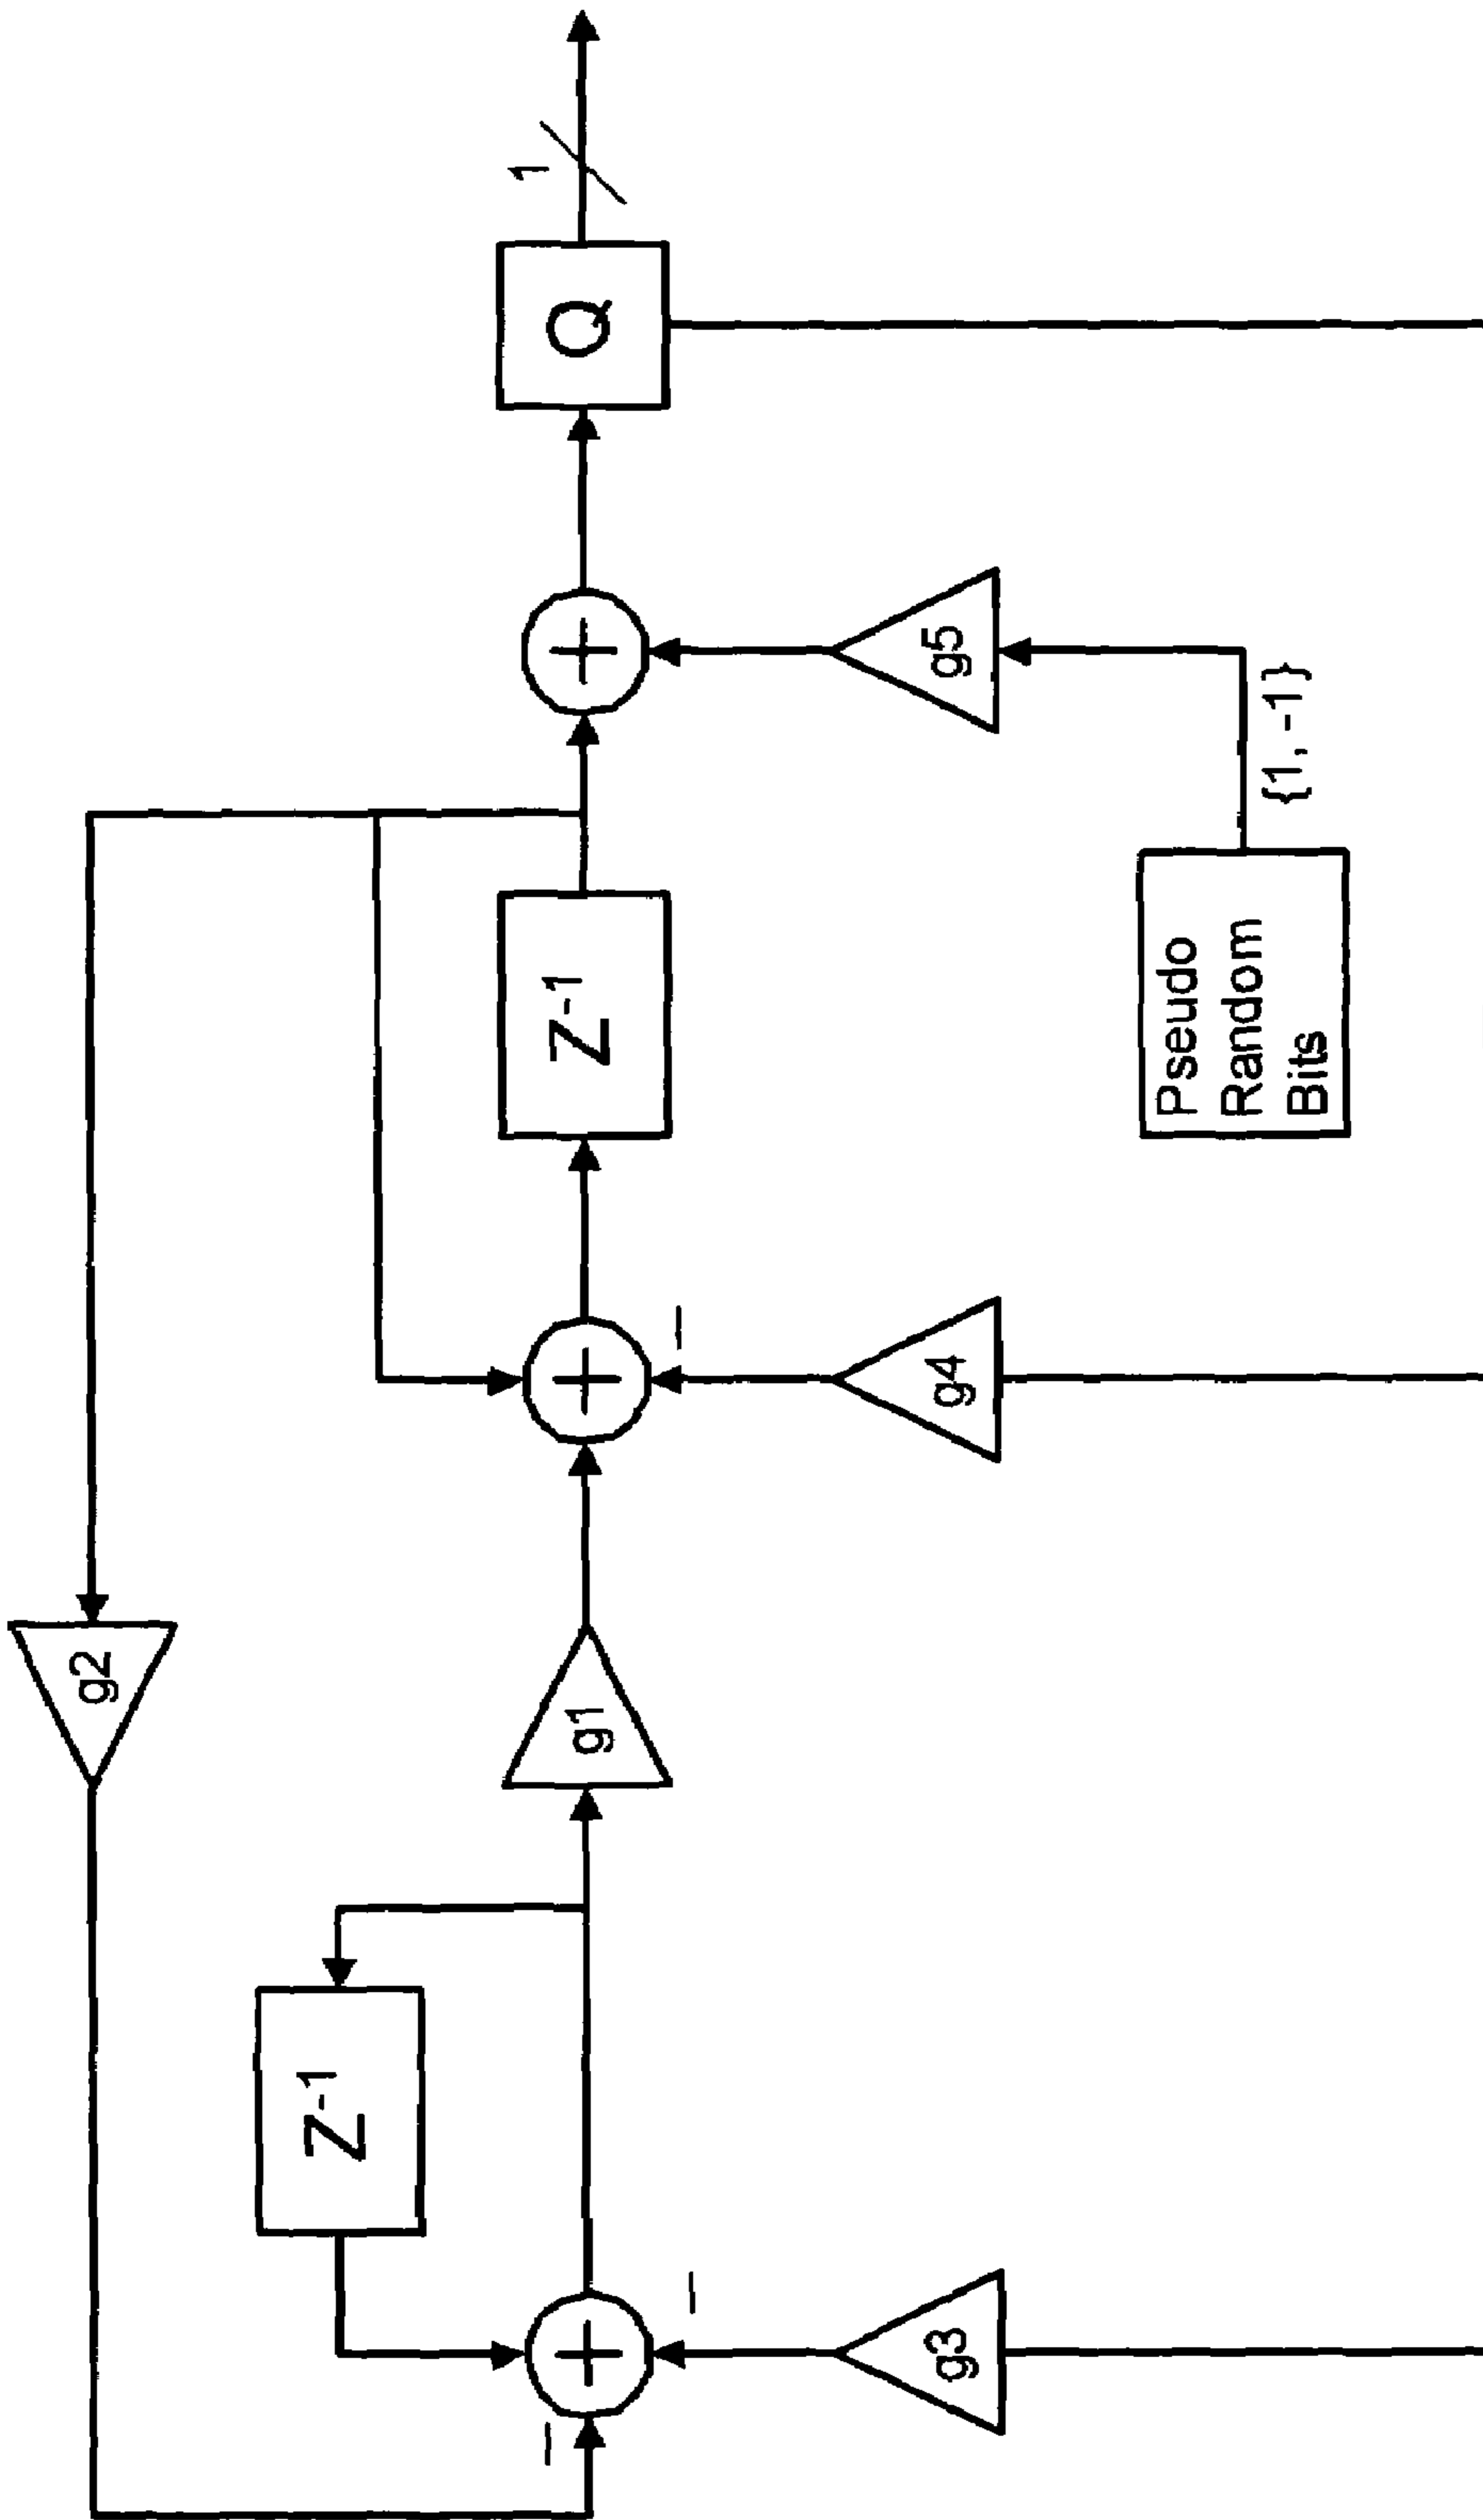 g2
Z-1
g1
Z-1
Q
1
g3
g4
g5
Pseudo
Random
Bits
{1, -1}